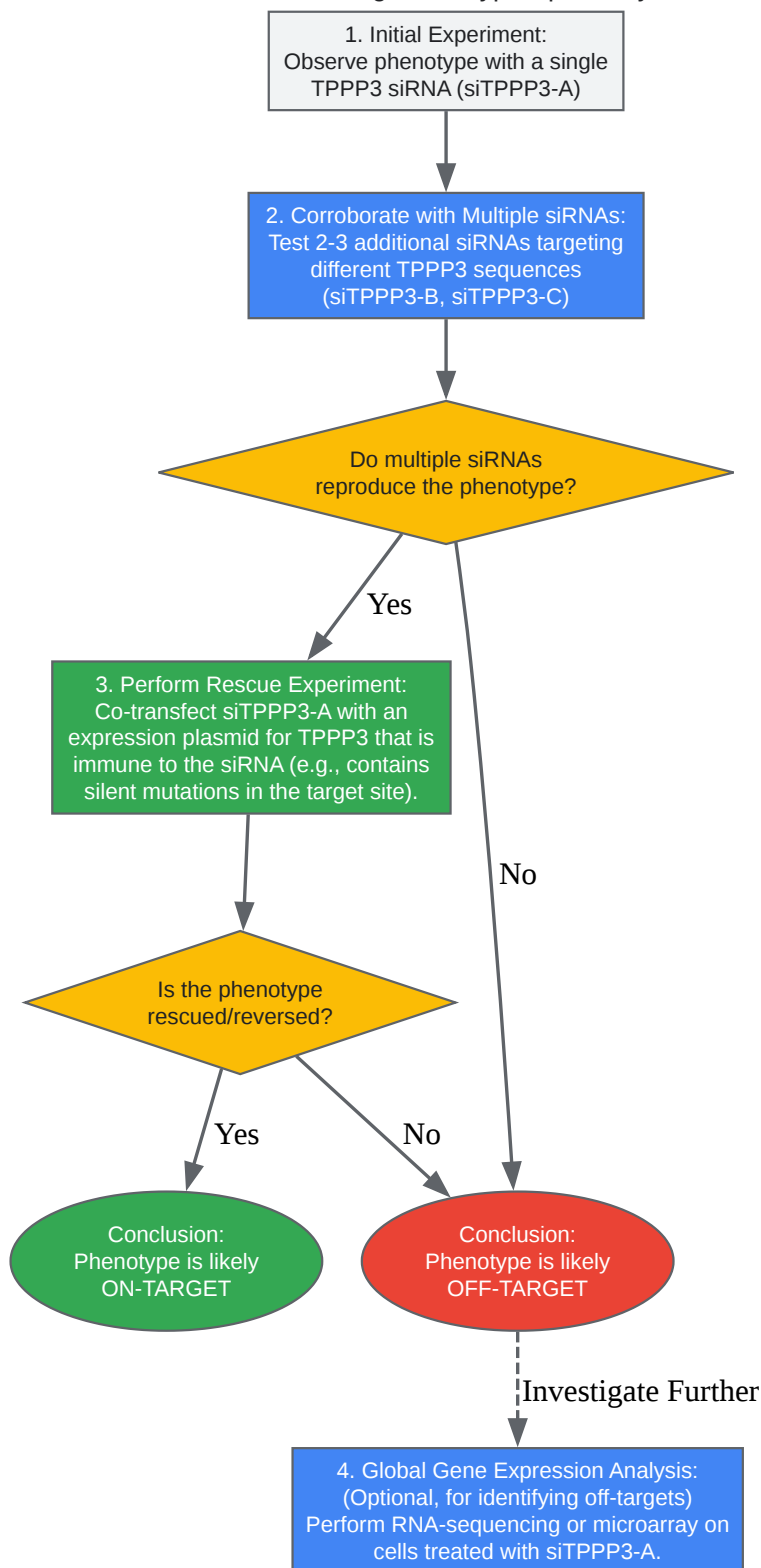 1. Initial Experiment:
Observe phenotype with a single
TPPP3 siRNA (siTPPP3-A)
2. Corroborate with Multiple siRNAs:
Test 2-3 additional siRNAs targeting
different TPPP3 sequences
(siTPPP3-B, siTPPP3-C)
Do multiple siRNAs
reproduce the phenotype?
Yes
3. Perform Rescue Experiment:
Co-transfect siTPPP3-A with an
expression plasmid for TPPP3 that is
immune to the siRNA (e.g., contains
silent mutations in the target site).
No
Is the phenotype
rescued/reversed?
Yes
No
Conclusion:
Phenotype is likely
ON-TARGET
Conclusion:
Phenotype is likely
OFF-TARGET
Investigate Further
4. Global Gene Expression Analysis:
(Optional, for identifying off-targets)
Perform RNA-sequencing or microarray on
cells treated with siTPPP3-A.